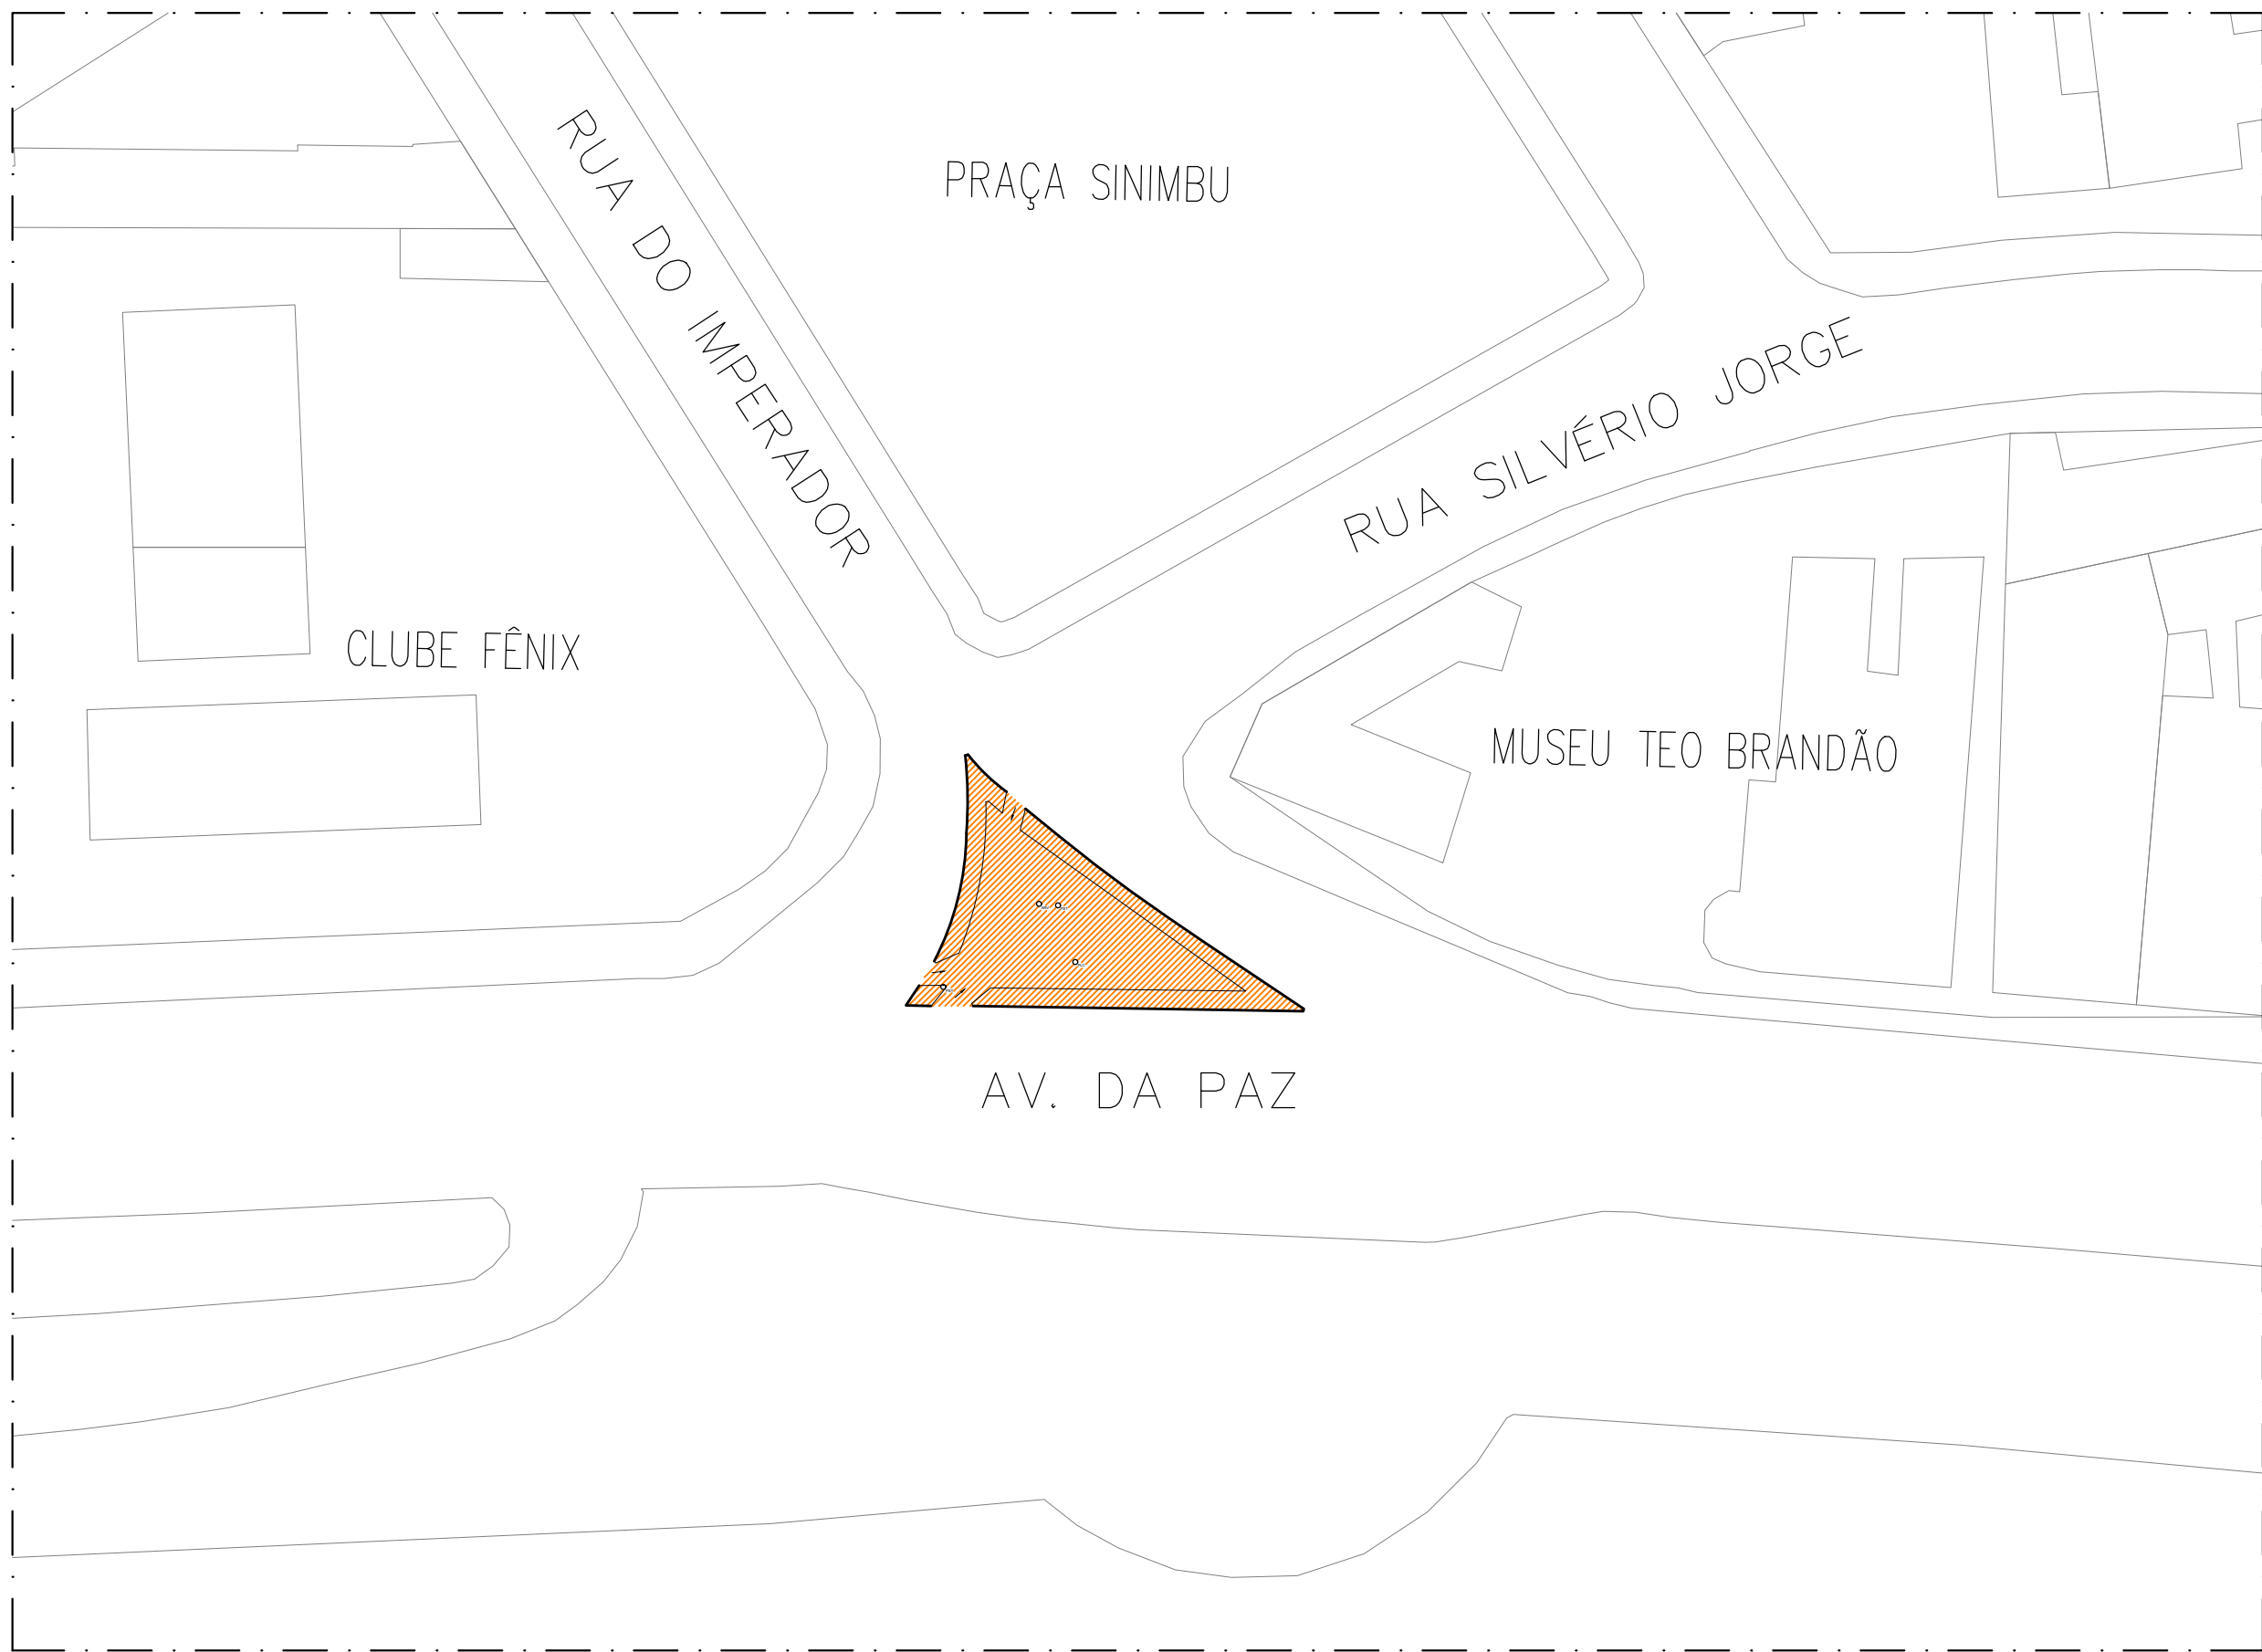 RUA DO IMPERADOR
PRAÇA SINIMBU
RUA SILVÉRIO JORGE
CLUBE FÊNIX
MUSEU TEO BRANDÃO
AV. DA PAZ